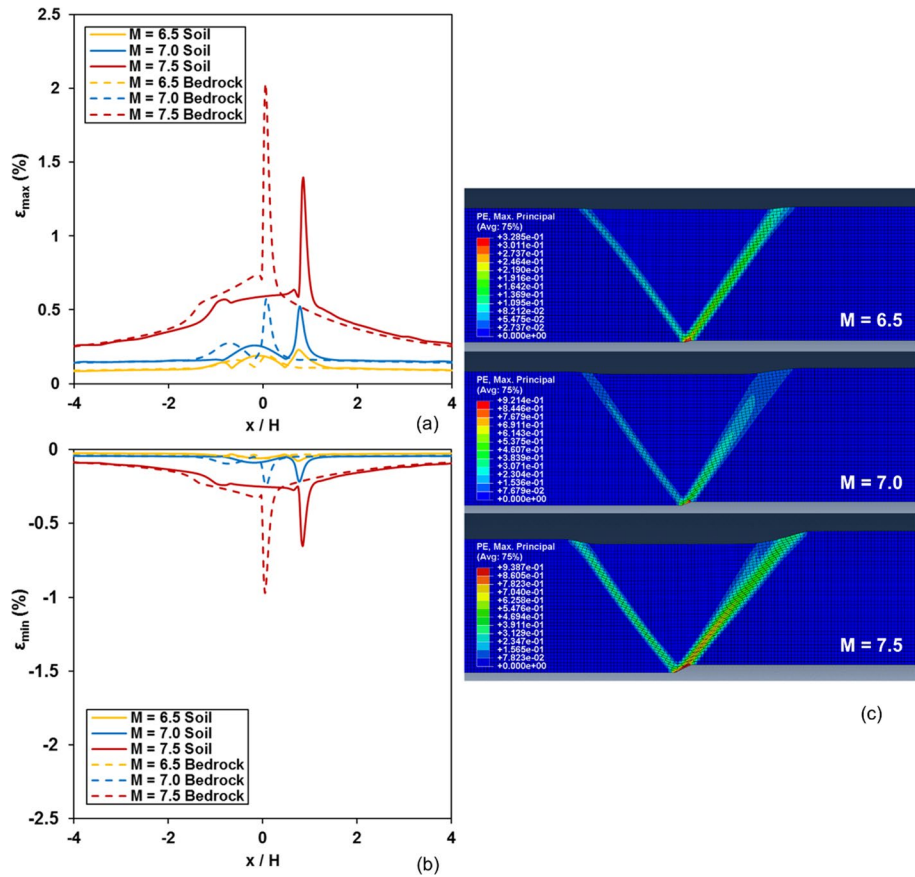 2.5
2
1.5
1
0.5
0
εmax (%)
M = 6.5 Soil
M = 7.0 Soil
M = 7.5 Soil
M = 6.5 Bedrock
M = 7.0 Bedrock
M = 7.5 Bedrock
-4
-2
0
2
4
x / H
(a)
0
-0.5
-1
-1.5
-2
-2.5
εmin (%)
M = 6.5 Soil
M = 7.0 Soil
M = 7.5 Soil
M = 6.5 Bedrock
M = 7.0 Bedrock
M = 7.5 Bedrock
-4
-2
0
2
4
x / H
(b)
PE, Max. Principal
(Avg: 75%)
+3.285e-01
+3.011e-01
+2.737e-01
+2.464e-01
+2.190e-01
+1.916e-01
+1.642e-01
+1.369e-01
+1.095e-01
+8.212e-02
+5.475e-02
+2.737e-02
+0.000e+00
M = 6.5
PE, Max. Principal
(Avg: 75%)
+9.214e-01
+8.446e-01
+7.679e-01
+6.911e-01
+6.143e-01
+5.375e-01
+4.607e-01
+3.839e-01
+3.071e-01
+2.304e-01
+1.536e-01
+7.679e-02
+0.000e+00
M = 7.0
PE, Max. Principal
(Avg: 75%)
+9.387e-01
+8.605e-01
+7.823e-01
+7.040e-01
+6.258e-01
+5.476e-01
+4.694e-01
+3.911e-01
+3.129e-01
+2.347e-01
+1.565e-01
+7.823e-02
+0.000e+00
M = 7.5
(c)